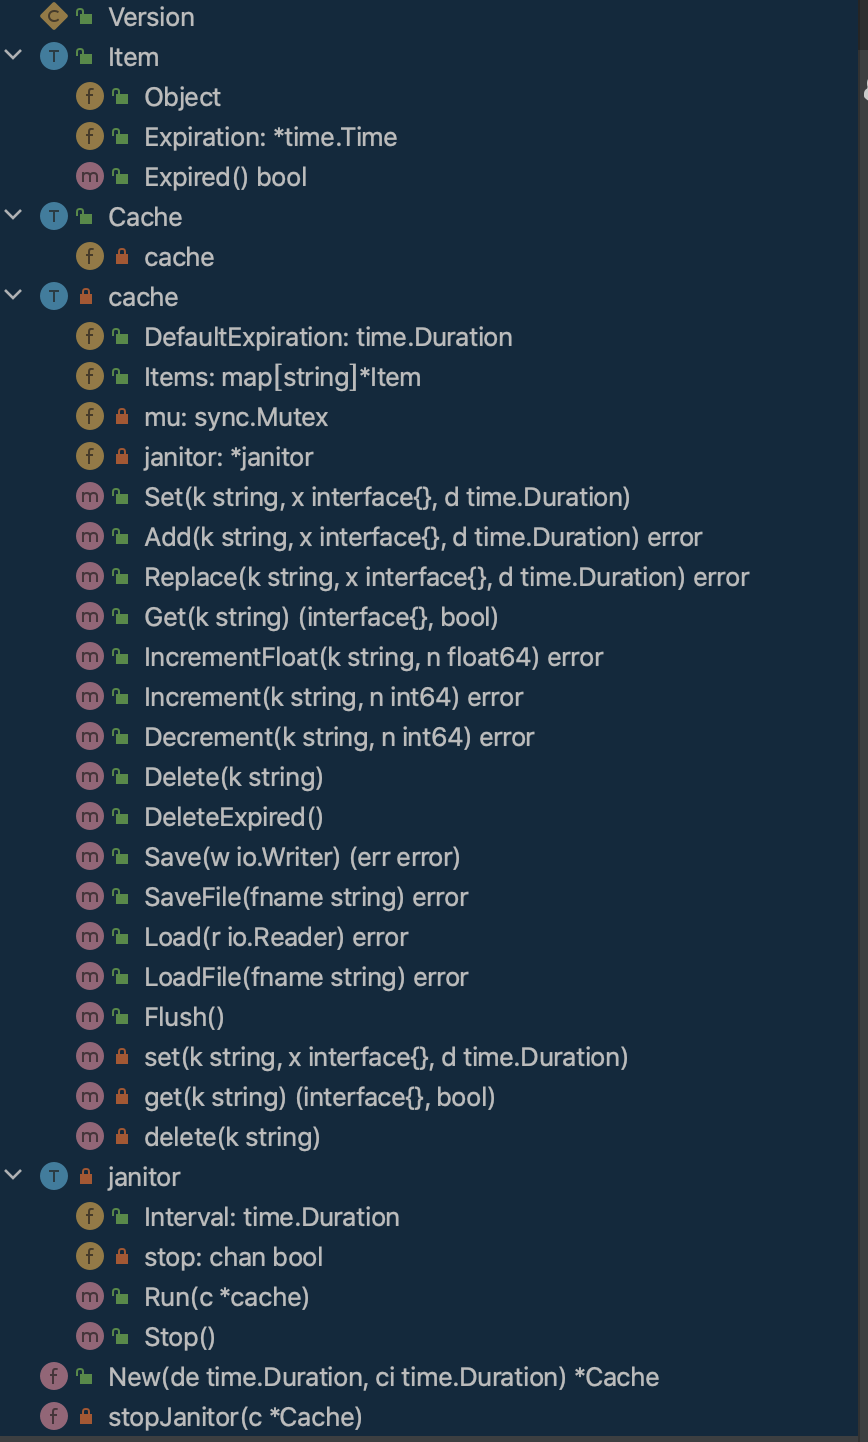 Version
Item
Object
Expiration: *time.Time
Expired() bool
Cache
cache
cache
DefaultExpiration: time.Duration
Items: map[string]*Item
mu: sync.Mutex
janitor: *janitor
Set(k string, x interface{}, d time.Duration)
Add(k string, x interface{}, d time.Duration) error
Replace(k string, x interface{}, d time.Duration) error
Get(k string) (interface{}, bool)
IncrementFloat(k string, n float64) error
Increment(k string, n int64) error
Decrement(k string, n int64) error
Delete(k string)
DeleteExpired()
Save(w io.Writer) (err error)
SaveFile(fname string) error
Load(r io.Reader) error
LoadFile(fname string) error
Flush()
set(k string, x interface{}, d time.Duration)
get(k string) (interface{}, bool)
delete(k string)
janitor
Interval: time.Duration
stop: chan bool
Run(c *cache)
Stop()
New(de time.Duration, ci time.Duration) *Cache
stopJanitor(c *Cache)